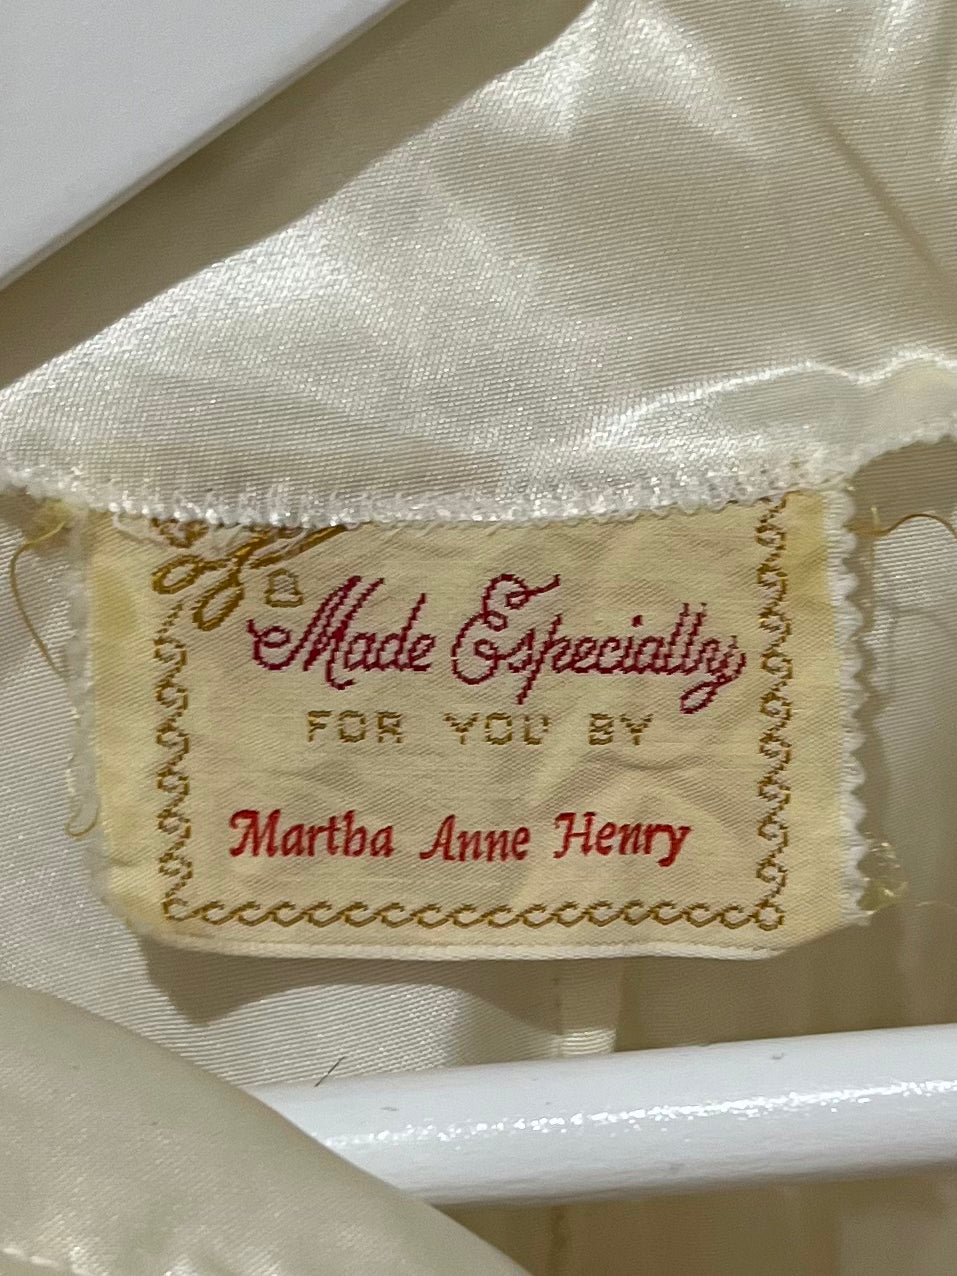 Made Especially
FOR YOU BY
Martha Anne Henry